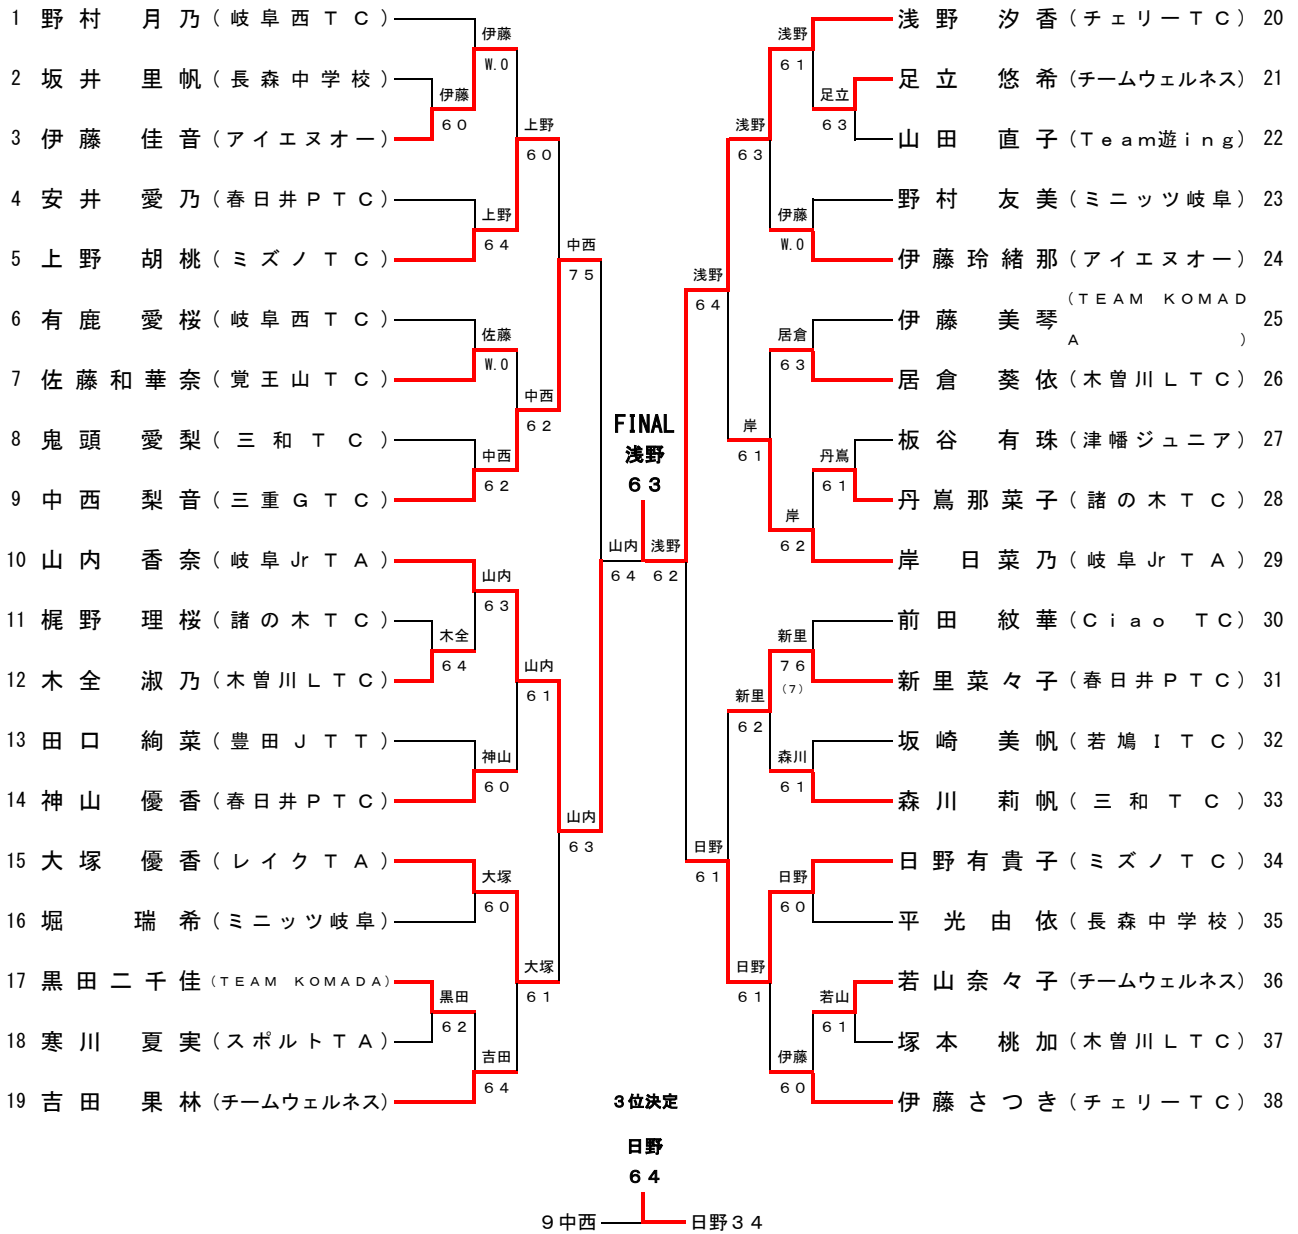 1 野村 月乃(岐阜西TC)
2 坂井 里帆(長森中学校)
3 伊藤 佳音(アイエヌオー)
4 安井 愛乃(春日井PTC)
5 上野 胡桃(ミズノTC)
6 有鹿 愛桜(岐阜西TC)
7 佐藤和華奈(覚王山TC)
8 鬼頭 愛梨(三和TC)
9 中西 梨音(三重GTC)
10 山内 香奈(岐阜JrTA)
11 梶野 理桜(諸の木TC)
12 木全 淑乃(木曽川LTC)
13 田口 絢菜(豊田JTT)
14 神山 優香(春日井PTC)
15 大塚 優香(レイクTA)
16 堀 瑞希(ミニッツ岐阜)
17 黒田二千佳(TEAM KOMADA)
18 寒川 夏実(スポルトTA)
19 吉田 果林(チームウェルネス)
伊藤
60
木全
64
黒田
62
伊藤
W.0
上野
64
佐藤
W.0
中西
62
山内
63
神山
60
大塚
60
吉田
64
上野
60
中西
62
山内
61
大塚
61
中西
75
山内
63
山内
64
FINAL
浅野
63
浅野
62
浅野
64
日野
61
浅野
63
岸
61
新里
62
日野
61
浅野
61
伊藤
W.0
居倉
63
岸
62
新里
76
(7)
森川
61
日野
60
伊藤
60
足立
63
丹嶌
61
若山
61
浅野 汐香(チェリーTC) 20
足立 悠希(チームウェルネス) 21
山田 直子(Team遊ing) 22
野村 友美(ミニッツ岐阜) 23
伊藤玲緒那(アイエヌオー) 24
伊藤 美琴(TEAM KOMAD
A) 25
居倉 葵依(木曽川LTC) 26
板谷 有珠(津幡ジュニア) 27
丹嶌那菜子(諸の木TC) 28
岸 日菜乃(岐阜JrTA) 29
前田 紋華(Ciao TC) 30
新里菜々子(春日井PTC) 31
坂崎 美帆(若鳩ITC) 32
森川 莉帆(三和TC) 33
日野有貴子(ミズノTC) 34
平光由依(長森中学校) 35
若山奈々子(チームウェルネス) 36
塚本 桃加(木曽川LTC) 37
伊藤さつき(チェリーTC) 38
3位決定
日野
64
9中西 日野34